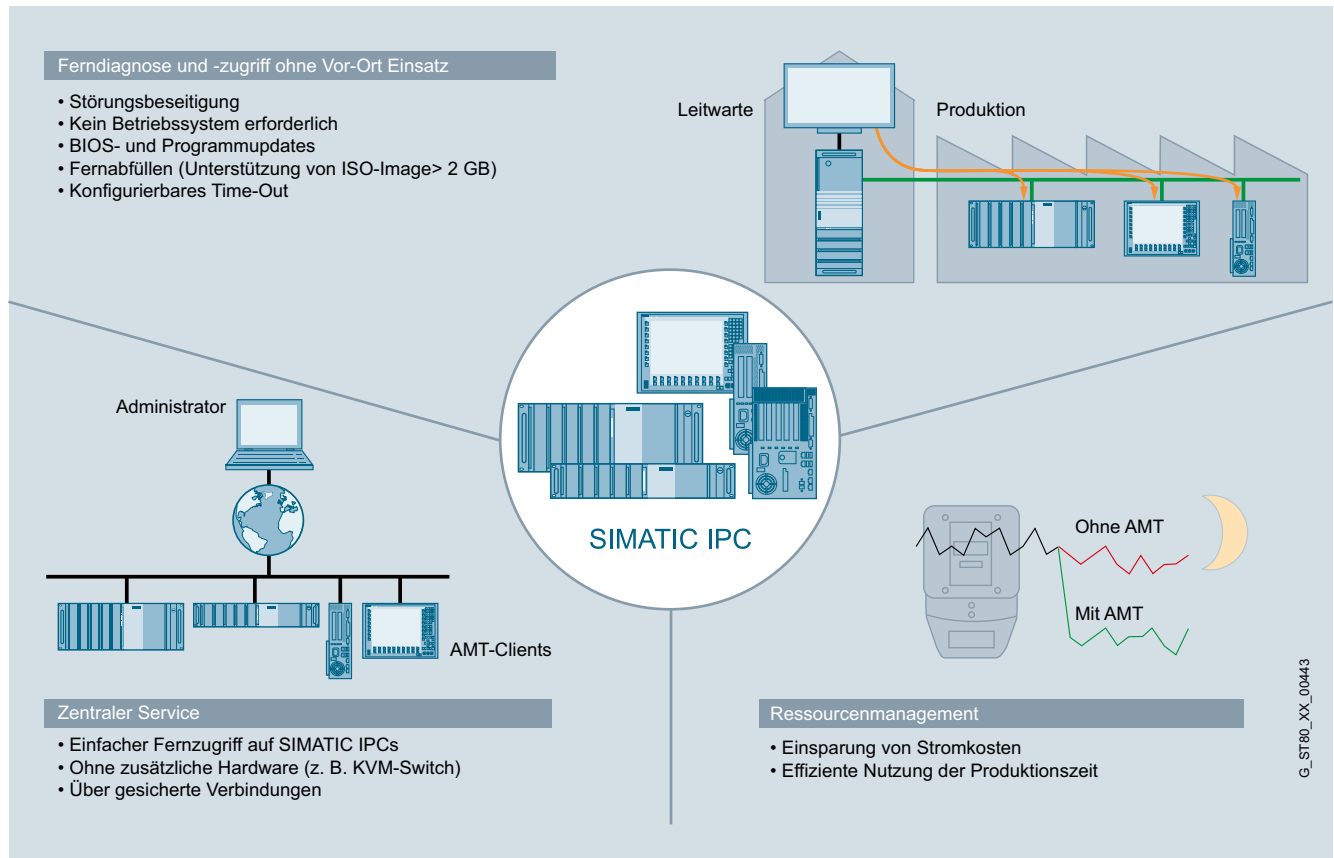 Ferndiagnose und -zugriff ohne Vor-Ort Einsatz
• Störungsbeseitigung
• Kein Betriebssystem erforderlich
• BIOS- und Programmupdates
• Fernabfüllen (Unterstützung von ISO-Image> 2 GB)
• Konfigurierbares Time-Out
Leitwarte
Produktion
Administrator
AMT-Clients
SIMATIC IPC
Ohne AMT
Mit AMT
Zentraler Service
• Einfacher Fernzugriff auf SIMATIC IPCs
• Ohne zusätzliche Hardware (z. B. KVM-Switch)
• Über gesicherte Verbindungen
Ressourcenmanagement
• Einsparung von Stromkosten
• Effiziente Nutzung der Produktionszeit
G_ST80_XX_00443